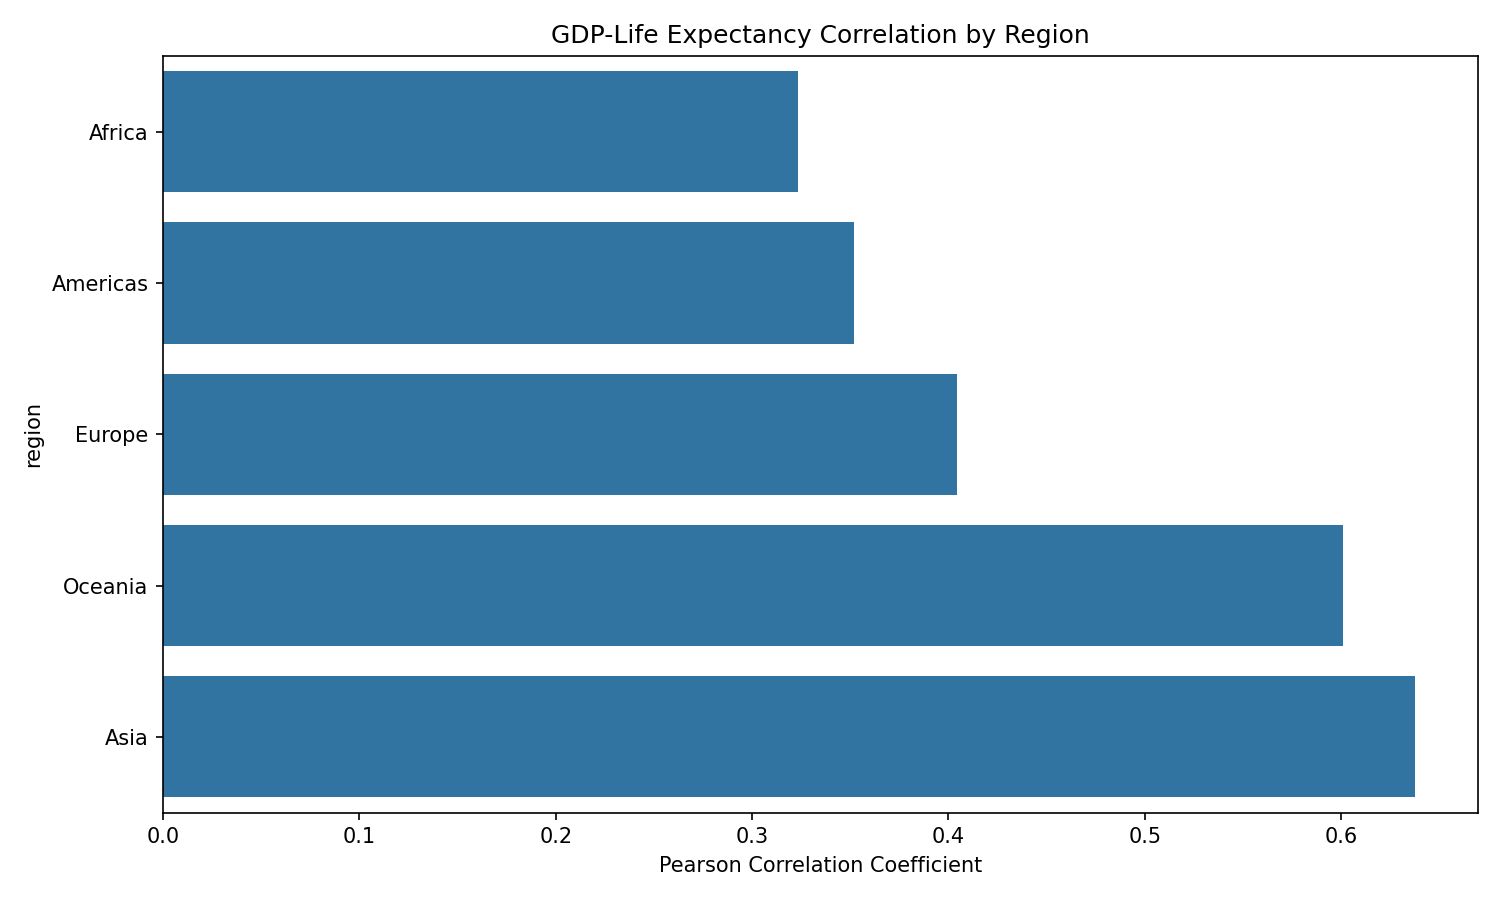 GDP-Life Expectancy Correlation by Region
region
Africa
Americas
Europe
Oceania
Asia
0.0 0.1 0.2 0.3 0.4 0.5 0.6
Pearson Correlation Coefficient